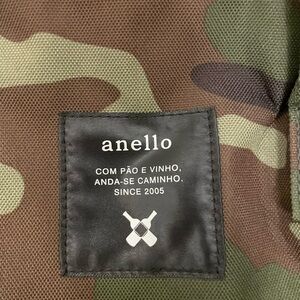 anello
COM PÃO E VINHO,
ANDA-SE CAMINHO.
SINCE 2005